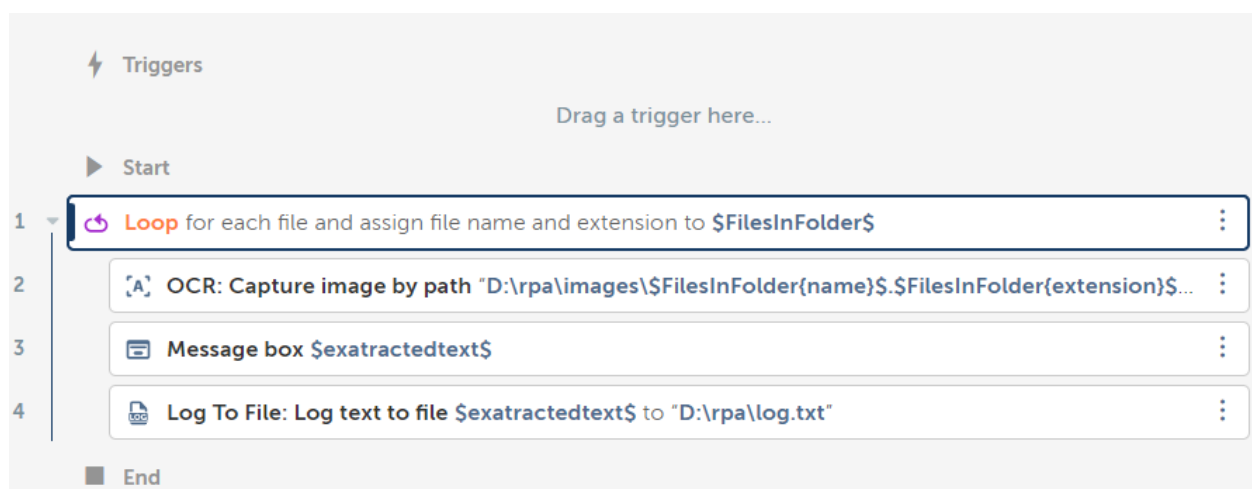 Triggers
Drag a trigger here...
Start
1 Loop for each file and assign file name and extension to $FilesInFolder$
2 [A] OCR: Capture image by path "D:\rpa\images\$FilesInFolder{name}$.$FilesInFolder{extension}$...
3 Message box $exatractedtext$
4 LOG Log To File: Log text to file $exatractedtext$ to "D:\rpa\log.txt"
End